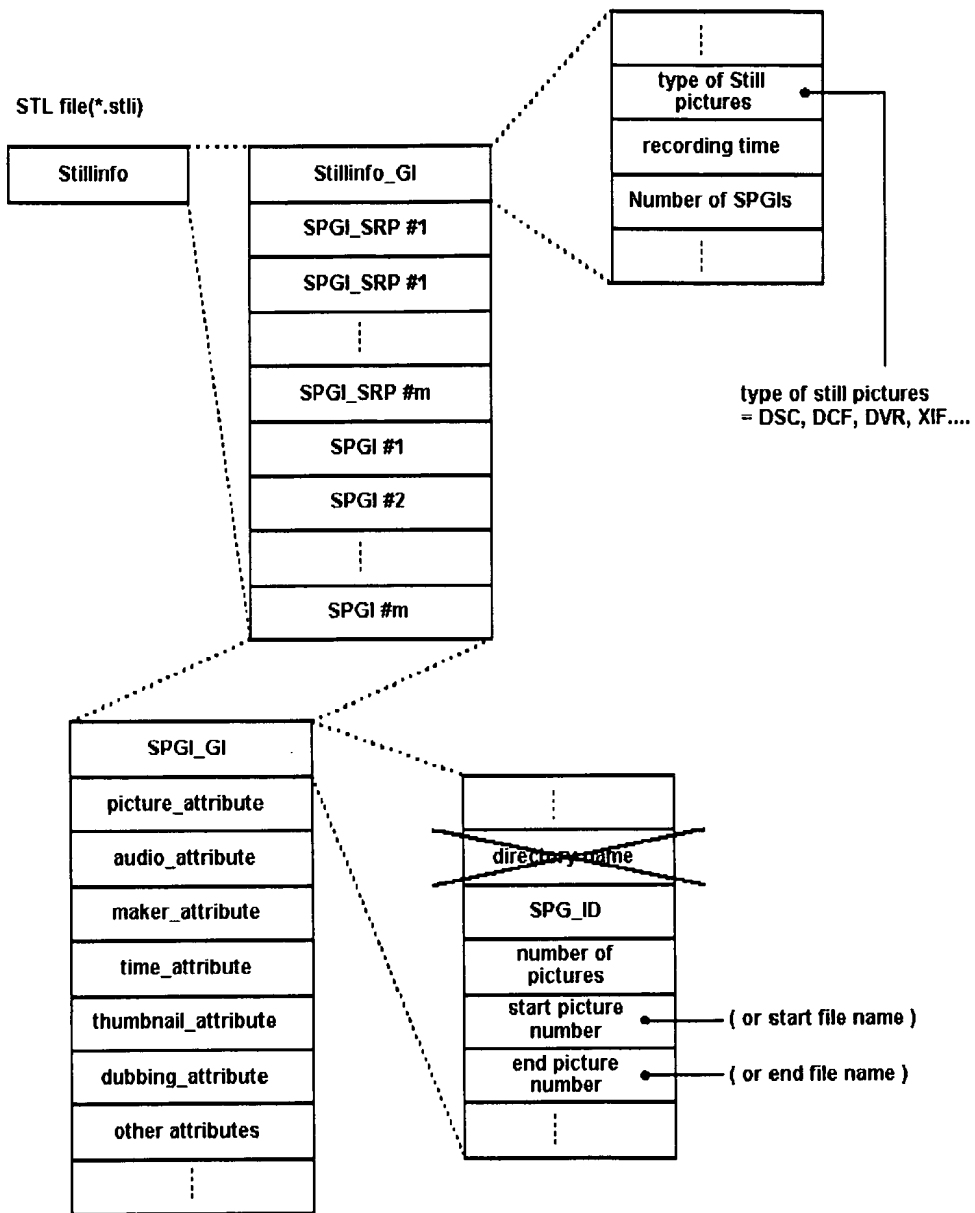 STL file(*.stli)
Stillinfo
Stillinfo_GI
SPGI_SRP #1
SPGI_SRP #1
SPGI_SRP #m
SPGI #1
SPGI #2
SPGI #m
type of Still
pictures
recording time
Number of SPGIs
type of still pictures
= DSC, DCF, DVR, XIF....
SPGI_GI
picture_attribute
audio_attribute
maker_attribute
time_attribute
thumbnail_attribute
dubbing_attribute
other attributes
directory name
SPG_ID
number of
pictures
start picture
number
( or start file name )
end picture
number
( or end file name )